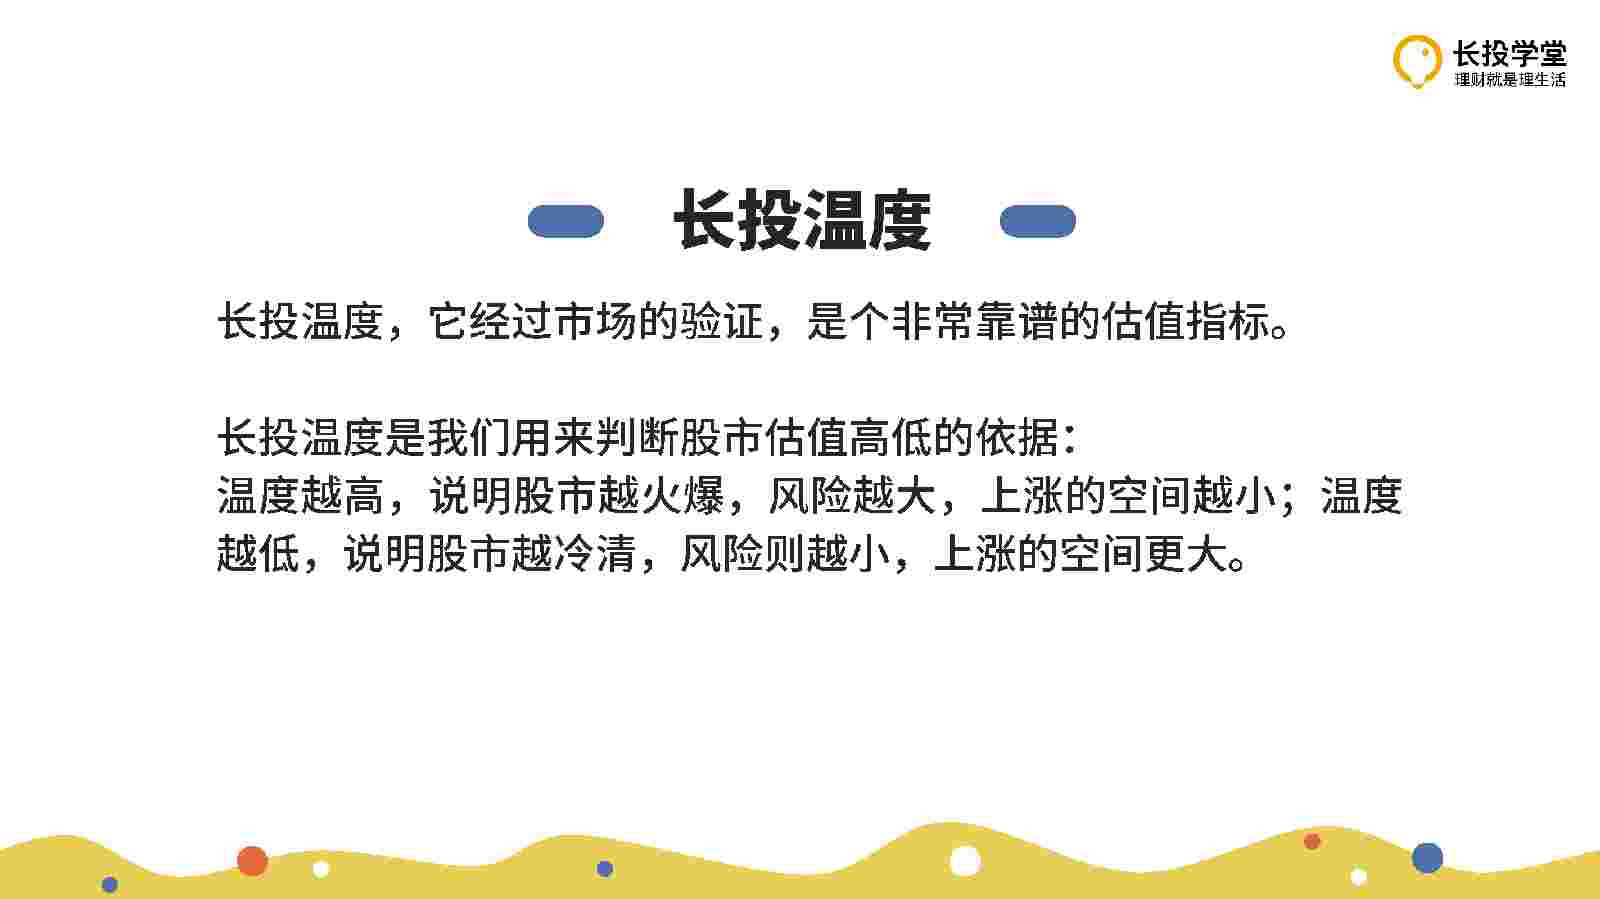 长投学堂
理财就是理生活
长投温度
长投温度，它经过市场的验证，是个非常靠谱的估值指标。
长投温度是我们用来判断股市估值高低的依据：
温度越高，说明股市越火爆，风险越大，上涨的空间越小；温度
越低，说明股市越冷清，风险则越小，上涨的空间更大。